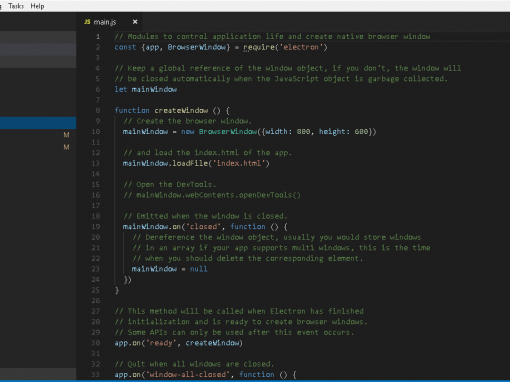 Tasks Help
JS main.js ×
1 // Modules to control application life and create native browser window
2 const {app, BrowserWindow} = require('electron')
3
4 // Keep a global reference of the window object, if you don't, the window will
5 // be closed automatically when the JavaScript object is garbage collected.
6 let mainWindow
7
8 function createWindow () {
9 // Create the browser window.
10 mainWindow = new BrowserWindow({width: 800, height: 600})
11
12 // and load the index.html of the app.
13 mainWindow.loadFile('index.html')
14
15 // Open the DevTools.
16 // mainWindow.webContents.openDevTools()
17
18 // Emitted when the window is closed.
19 mainWindow.on('closed', function () {
20 // Dereference the window object, usually you would store windows
21 // in an array if your app supports multi windows, this is the time
22 // when you should delete the corresponding element.
23 mainWindow = null
24 })
25 }
26
27 // This method will be called when Electron has finished
28 // initialization and is ready to create browser windows.
29 // Some APIs can only be used after this event occurs.
30 app.on('ready', createWindow)
31
32 // Quit when all windows are closed.
33 app.on('window-all-closed', function () {
M
M